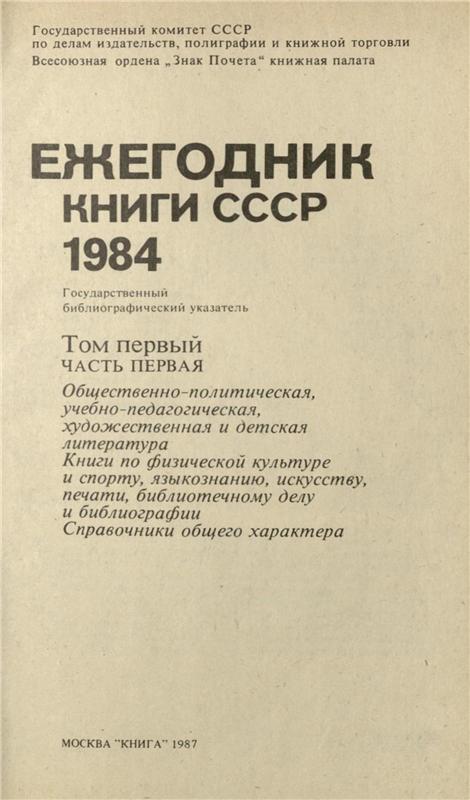 Государственный комитет СССР
по делам издательств, полиграфии и книжной торговли
Всесоюзная ордена „Знак Почета“ книжная палата
ЕЖЕГОДНИК
КНИГИ СССР
1984
Государственный
библиографический указатель
Том первый
ЧАСТЬ ПЕРВАЯ
Общественно-политическая,
учебно-педагогическая,
художественная и детская
литература
Книги по физической культуре
и спорту, языкознанию, искусству,
печати, библиотечному делу
и библиографии
Справочники общего характера
МОСКВА "КНИГА" 1987